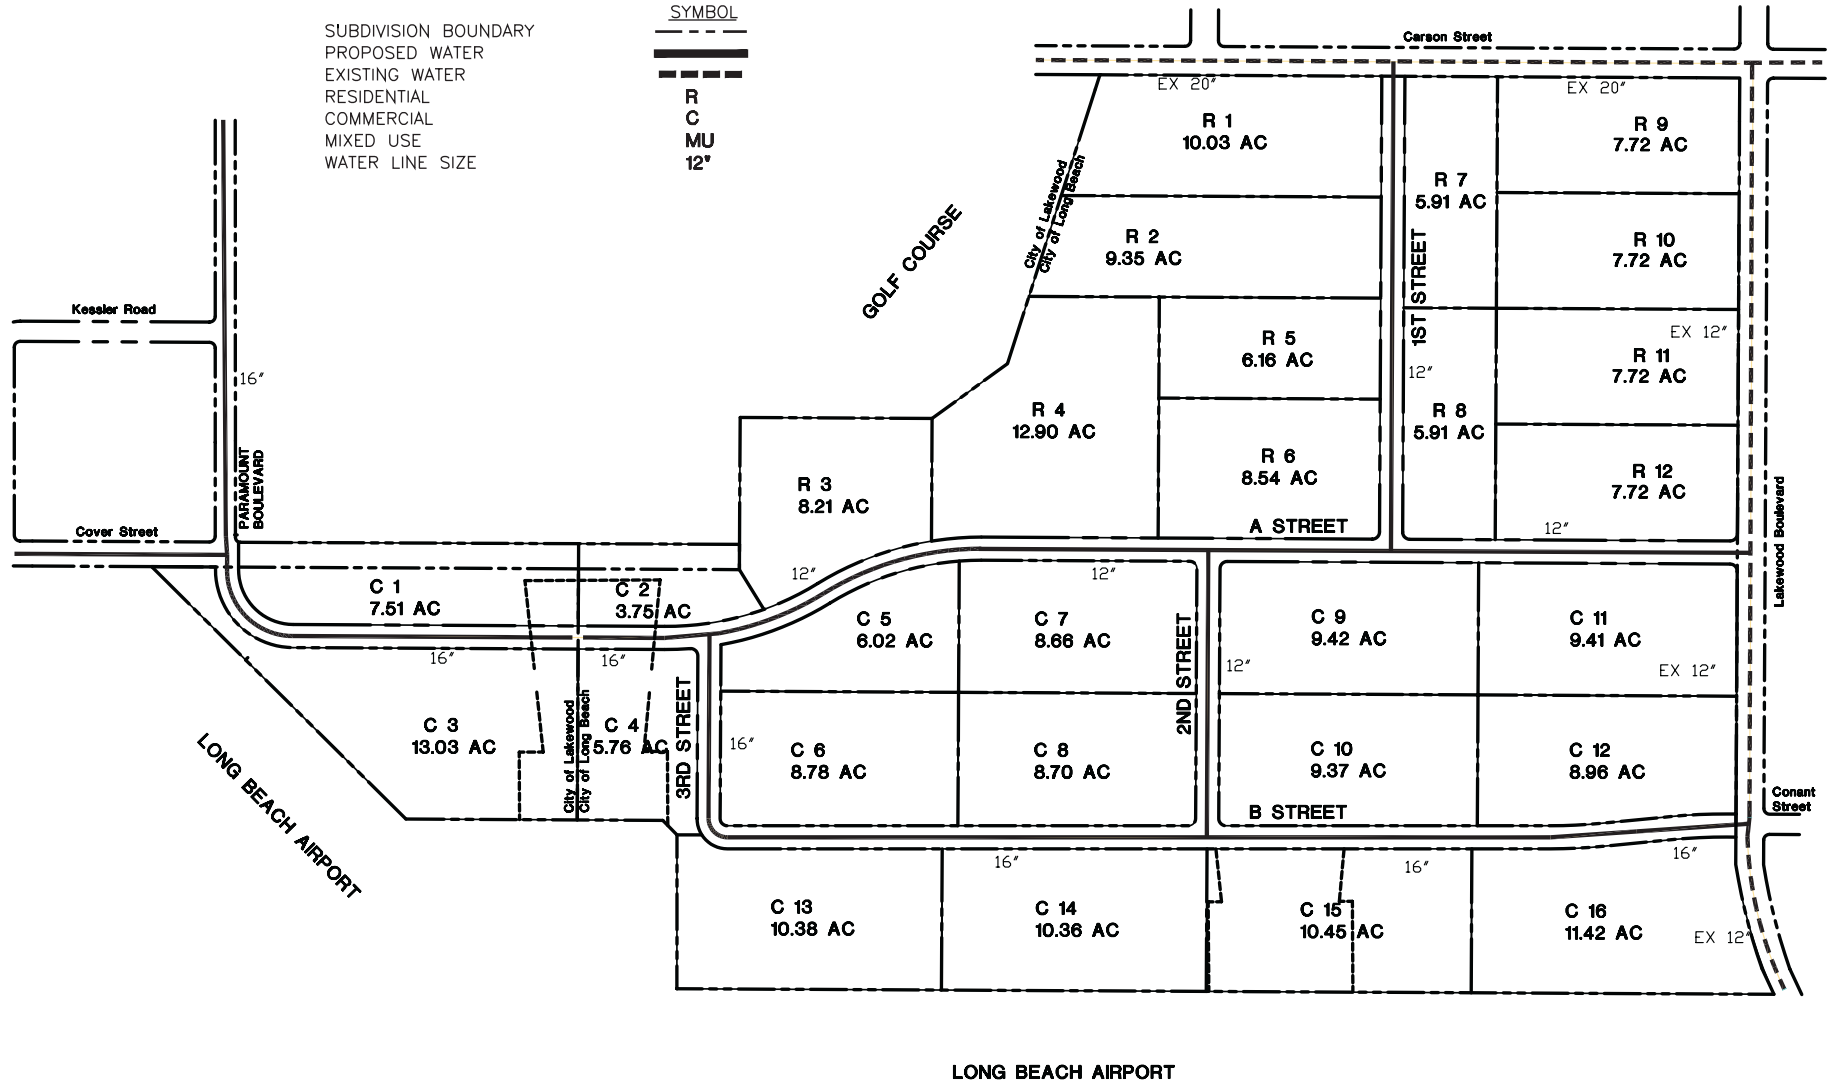 SYMBOL
SUBDIVISION BOUNDARY
PROPOSED WATER
EXISTING WATER
RESIDENTIAL R
COMMERCIAL C
MIXED USE MU
WATER LINE SIZE 12"
Carson Street
EX 20"
EX 20"
R 1
10.03 AC
R 9
7.72 AC
R 7
5.91 AC
City of Lakewood
City of Long Beach
R 2
9.35 AC
R 10
7.72 AC
GOLF COURSE
1ST STREET
Kessler Road
EX 12"
R 5
6.16 AC
R 11
7.72 AC
16"
12"
R 4
12.90 AC
R 8
5.91 AC
R 6
8.54 AC
R 12
7.72 AC
R 3
8.21 AC
PARAMOUNT
BOULEVARD
Cover Street
A STREET
12"
Lakewood Boulevard
12"
12"
C 1
7.51 AC
C 2
3.75 AC
C 5
6.02 AC
C 7
8.66 AC
C 9
9.42 AC
C 11
9.41 AC
16"
16"
2ND STREET
12"
EX 12"
3RD STREET
City of Lakewood
City of Long Beach
C 3
13.03 AC
C 4
5.76 AC
16"
C 6
8.78 AC
C 8
8.70 AC
C 10
9.37 AC
C 12
8.96 AC
LONG BEACH AIRPORT
B STREET
Conant
Street
16"
16"
16"
C 13
10.38 AC
C 14
10.36 AC
C 15
10.45 AC
C 16
11.42 AC
EX 12"
LONG BEACH AIRPORT